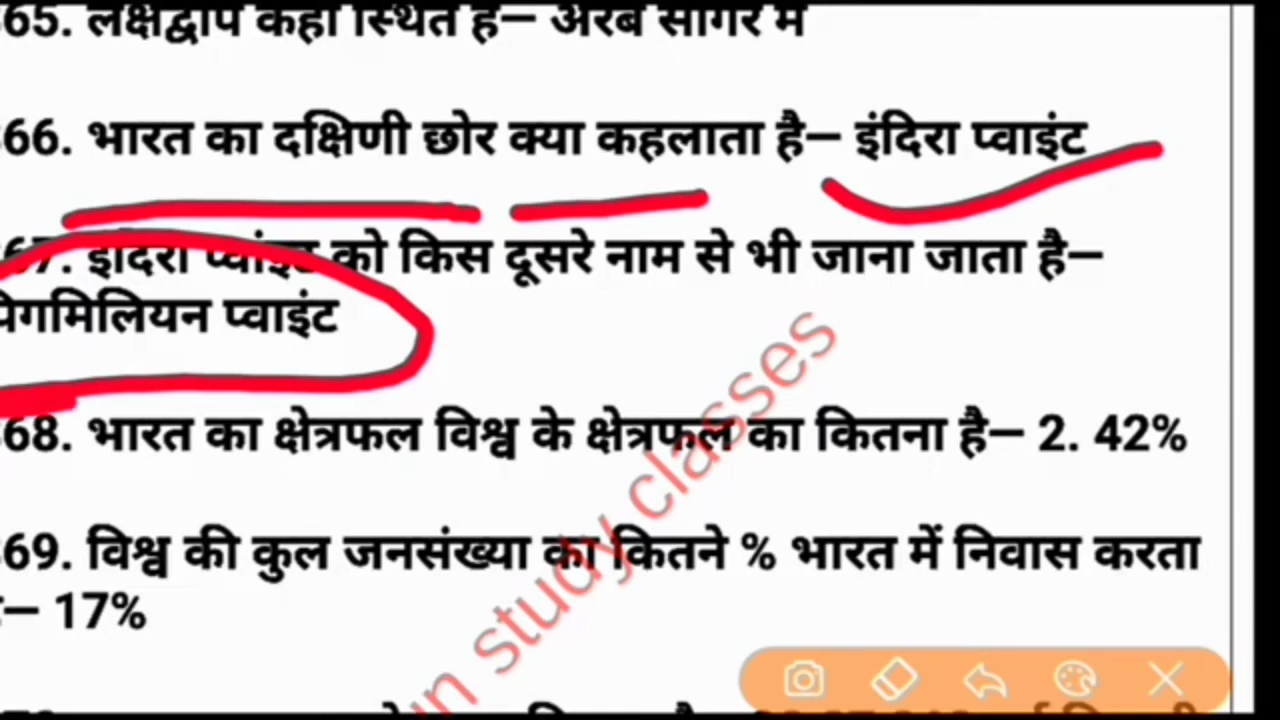 65. लक्षद्वीप कहां स्थित है– अरब सागर में
66. भारत का दक्षिणी छोर क्या कहलाता है– इंदिरा प्वाइंट
67. इंदिरा प्वांइट को किस दूसरे नाम से भी जाना जाता है–
पिगमिलियन प्वाइंट
68. भारत का क्षेत्रफल विश्व के क्षेत्रफल का कितना है– 2. 42%
69. विश्व की कुल जनसंख्या का कितने % भारत में निवास करता
– 17%
study classes